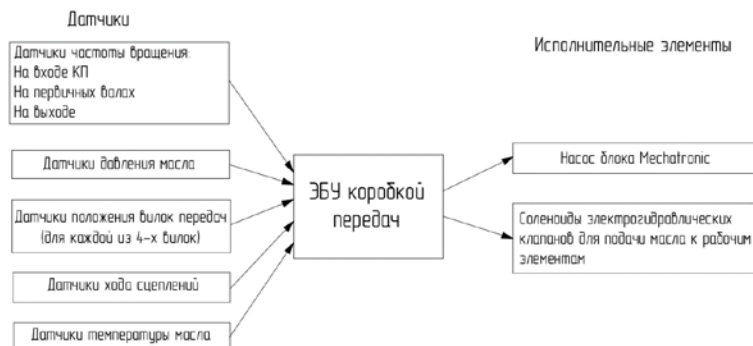 Датчики
Датчики частоты вращения:
На входе КП
На первичных валах
На выходе
Датчики давления масла
Датчики положения вилок передач
(для каждой из 4-х вилок)
Датчики хода сцеплений
Датчики температуры масла
ЭБУ коробкой
передач
Исполнительные элементы
Насос блока Mechatronic
Соленоиды электрогидравлических
клапанов для подачи масла к рабочим
элементам